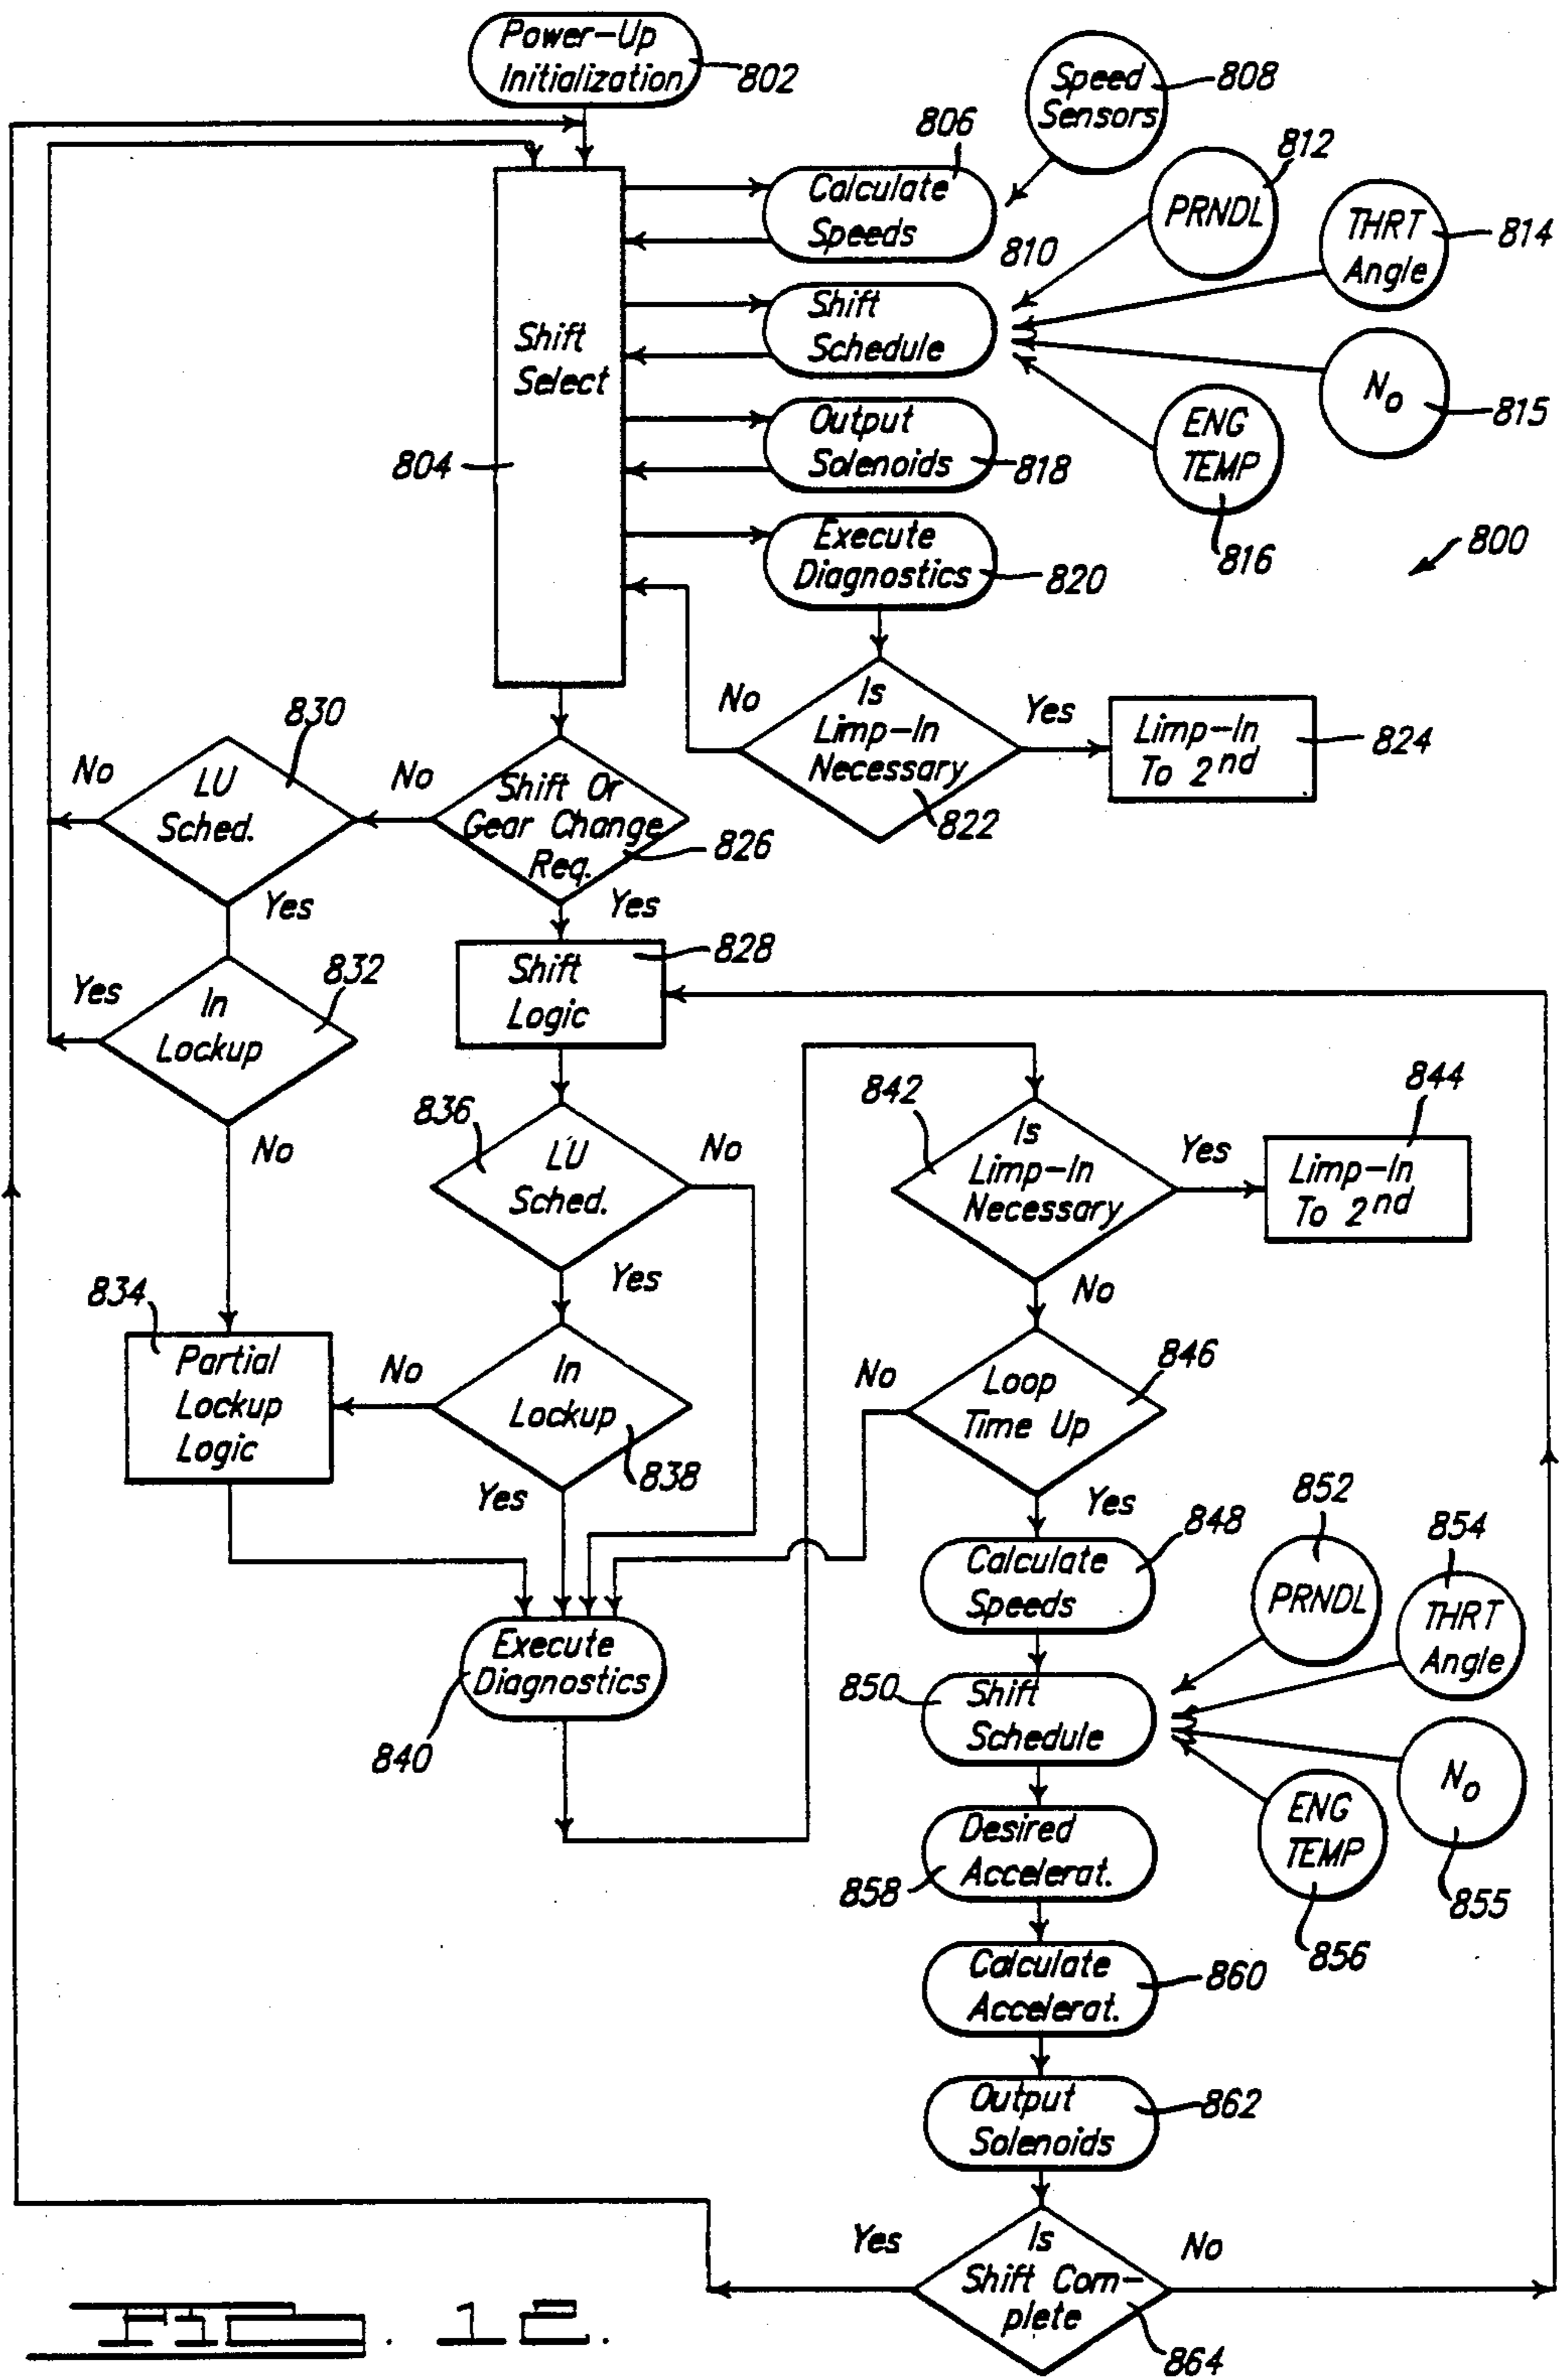 Power-Up
Initialization
802
Speed
Sensors
808
806
Calculate
Speeds
810
812
PRNDL
THRT
Angle
814
Shift
Schedule
Shift
Select
804
No
815
Output
Solenoids
818
ENG
TEMP
816
800
Execute
Diagnostics
820
Is
Limp-In
Necessary
822
No
Yes
Limp-In
To 2nd
824
830
LU
Sched.
No
Yes
No
Shift Or
Gear Change
Req.
826
Yes
828
Shift
Logic
832
In
Lockup
Yes
No
836
LU
Sched.
No
Yes
842
Is
Limp-In
Necessary
Yes
No
844
Limp-In
To 2nd
834
Partial
Lockup
Logic
No
In
Lockup
838
Yes
846
Loop
Time Up
No
Yes
Calculate
Speeds
848
852
PRNDL
854
THRT
Angle
Execute
Diagnostics
840
850
Shift
Schedule
No
855
ENG
TEMP
856
Desired
Accelerat.
858
Calculate
Accelerat.
860
Output
Solenoids
862
Yes
Is
Shift Com-
plete
864
No